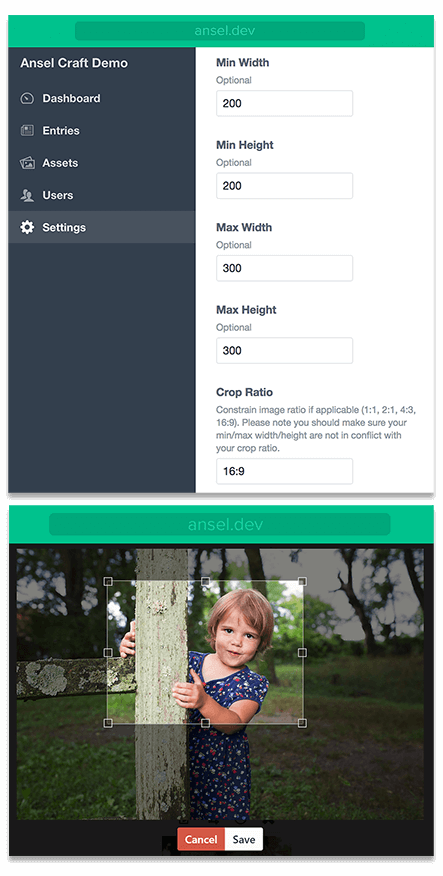 ansel.dev
Ansel Craft Demo
Dashboard
Entries
Assets
Users
Settings
Min Width
Optional
200
Min Height
Optional
200
Max Width
Optional
300
Max Height
Optional
300
Crop Ratio
Constrain image ratio if applicable (1:1, 2:1, 4:3,
16:9). Please note you should make sure your
min/max width/height are not in conflict with
your crop ratio.
16:9
ansel.dev
Cancel
Save